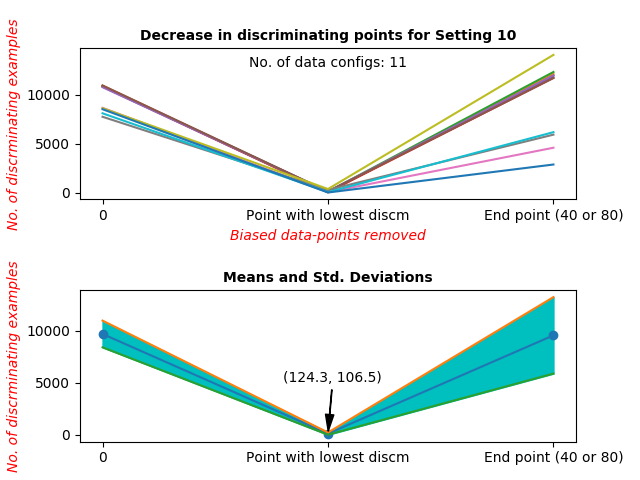 Decrease in discriminating points for Setting 10
No. of data configs: 11
No. of discrminating examples
10000
5000
0
0 Point with lowest discm End point (40 or 80)
Biased data-points removed
Means and Std. Deviations
No. of discrminating examples
10000
5000
0
(124.3, 106.5)
0 Point with lowest discm End point (40 or 80)